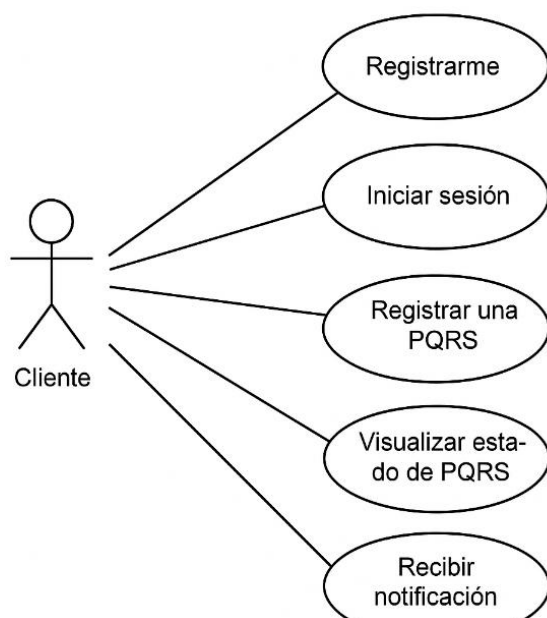 Registrarme
Iniciar sesión
Registrar una
PQRS
Cliente
Visualizar esta-
do de PQRS
Recibir
notificación